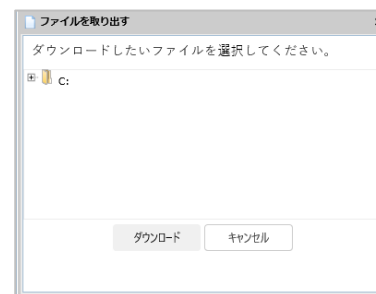 ファイルを取り出す
ダウンロードしたいファイルを選択してください。
C:
ダウンロード
キャンセル